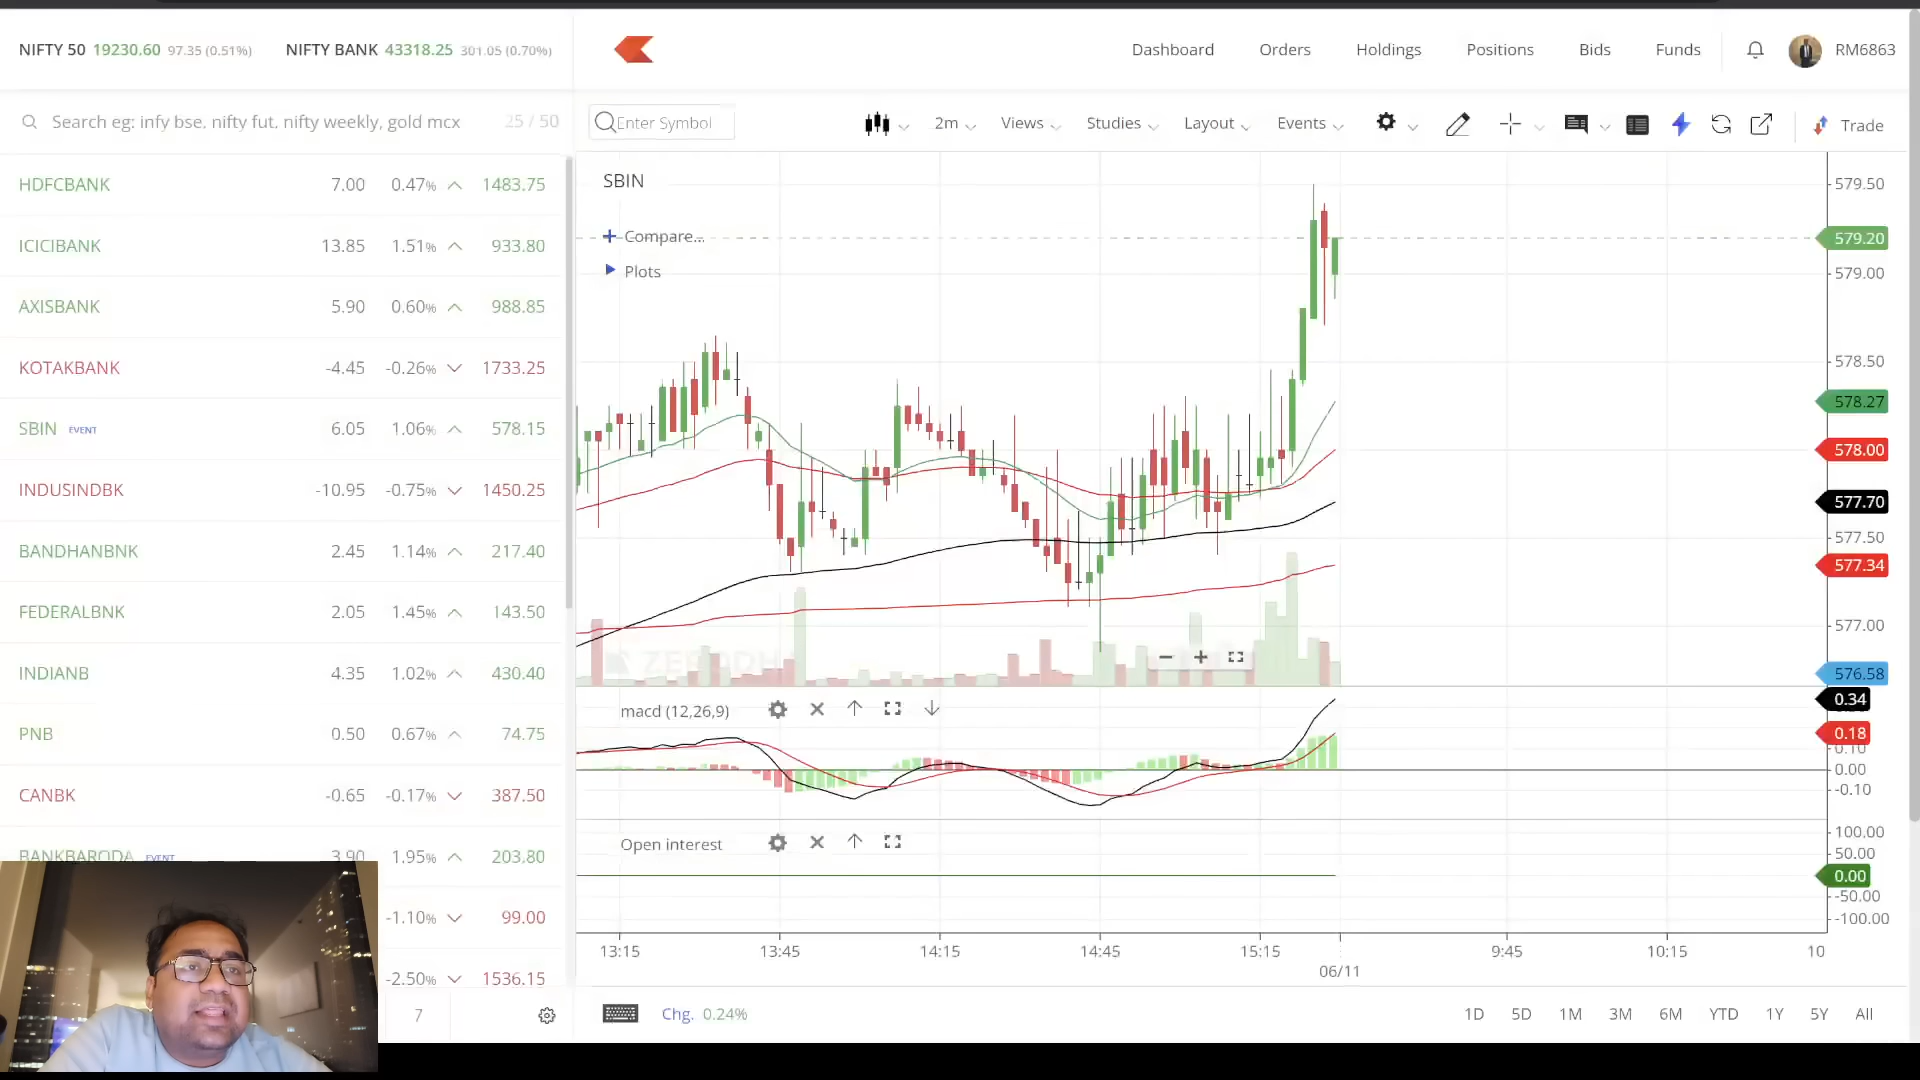 NIFTY 50 19230.60 97.35 (0.51%) NIFTY BANK 43318.25 301.05 (0.70%)
Dashboard Orders Holdings Positions Bids Funds RM6863
Search eg: infy bse, nifty fut, nifty weekly, gold mcx 25 / 50
Enter Symbol 2m Views Studies Layout Events Trade
HDFCBANK 7.00 0.47% 1483.75
ICICIBANK 13.85 1.51% 933.80
AXISBANK 5.90 0.60% 988.85
KOTAKBANK -4.45 -0.26% 1733.25
SBIN EVENT 6.05 1.06% 578.15
INDUSINDBK -10.95 -0.75% 1450.25
BANDHANBNK 2.45 1.14% 217.40
FEDERALBNK 2.05 1.45% 143.50
INDIANB 4.35 1.02% 430.40
PNB 0.50 0.67% 74.75
CANBK -0.65 -0.17% 387.50
BANKBARODA EVENT 3.90 1.95% 203.80
-1.10% 99.00
-2.50% 1536.15
7
SBIN
Compare...
Plots
579.50
579.20
579.00
578.50
578.27
578.00
577.70
577.50
577.34
577.00
576.58
ZERODHA
macd (12,26,9)
0.34
0.18
0.10
0.00
-0.10
Open interest
100.00
50.00
0.00
-50.00
-100.00
13:15 13:45 14:15 14:45 15:15 9:45 10:15 10
06/11
Chg. 0.24% 1D 5D 1M 3M 6M YTD 1Y 5Y All